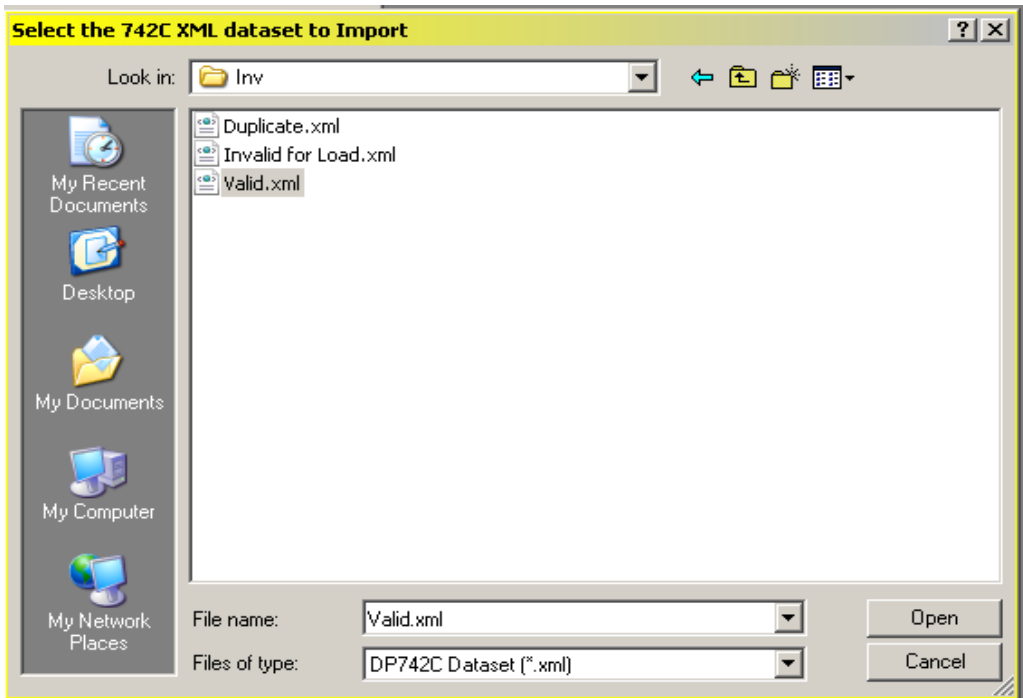 Select the 742C XML dataset to Import
Look in:
Inv
My Recent
Documents
Desktop
My Documents
My Computer
My Network
Places
Duplicate.xml
Invalid for Load.xml
Valid.xml
File name:
Valid.xml
Open
Files of type:
DP742C Dataset (*.xml)
Cancel